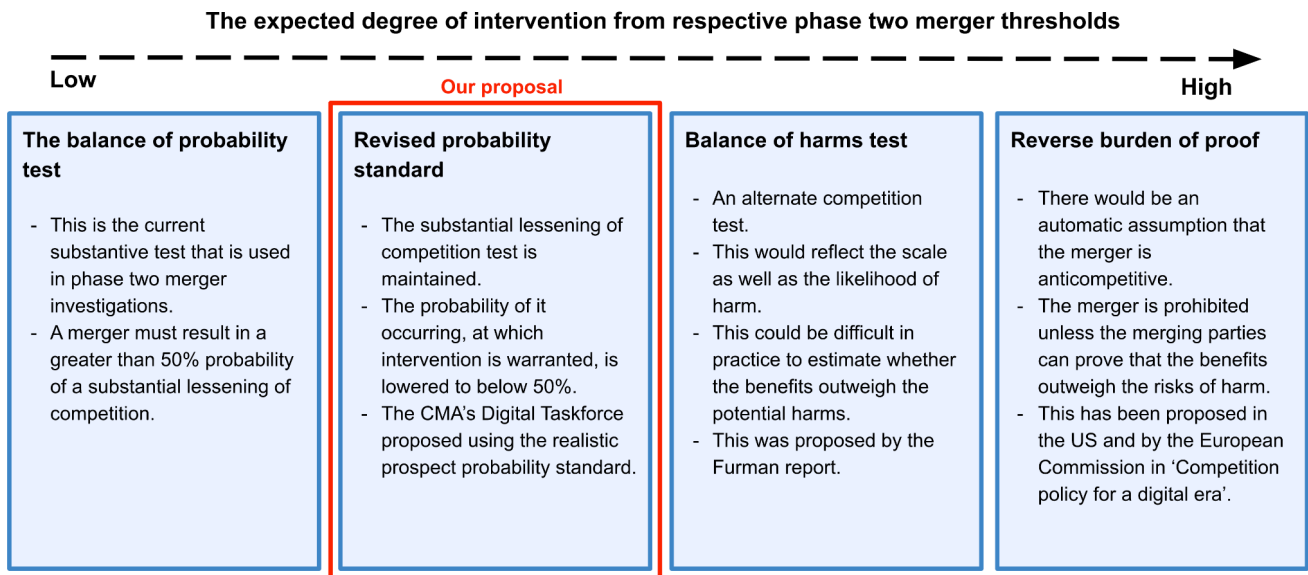 The expected degree of intervention from respective phase two merger thresholds
Low
Our proposal
High
The balance of probability
test
- This is the current
substantive test that is used
in phase two merger
investigations.
- A merger must result in a
greater than 50% probability
of a substantial lessening of
competition.
Revised probability
standard
- The substantial lessening of
competition test is
maintained.
- The probability of it
occurring, at which
intervention is warranted, is
lowered to below 50%.
- The CMA’s Digital Taskforce
proposed using the realistic
prospect probability standard.
Balance of harms test
- An alternate competition
test.
- This would reflect the scale
as well as the likelihood of
harm.
- This could be difficult in
practice to estimate whether
the benefits outweigh the
potential harms.
- This was proposed by the
Furman report.
Reverse burden of proof
- There would be an
automatic assumption that
the merger is
anticompetitive.
- The merger is prohibited
unless the merging parties
can prove that the benefits
outweigh the risks of harm.
- This has been proposed in
the US and by the European
Commission in ‘Competition
policy for a digital era’.